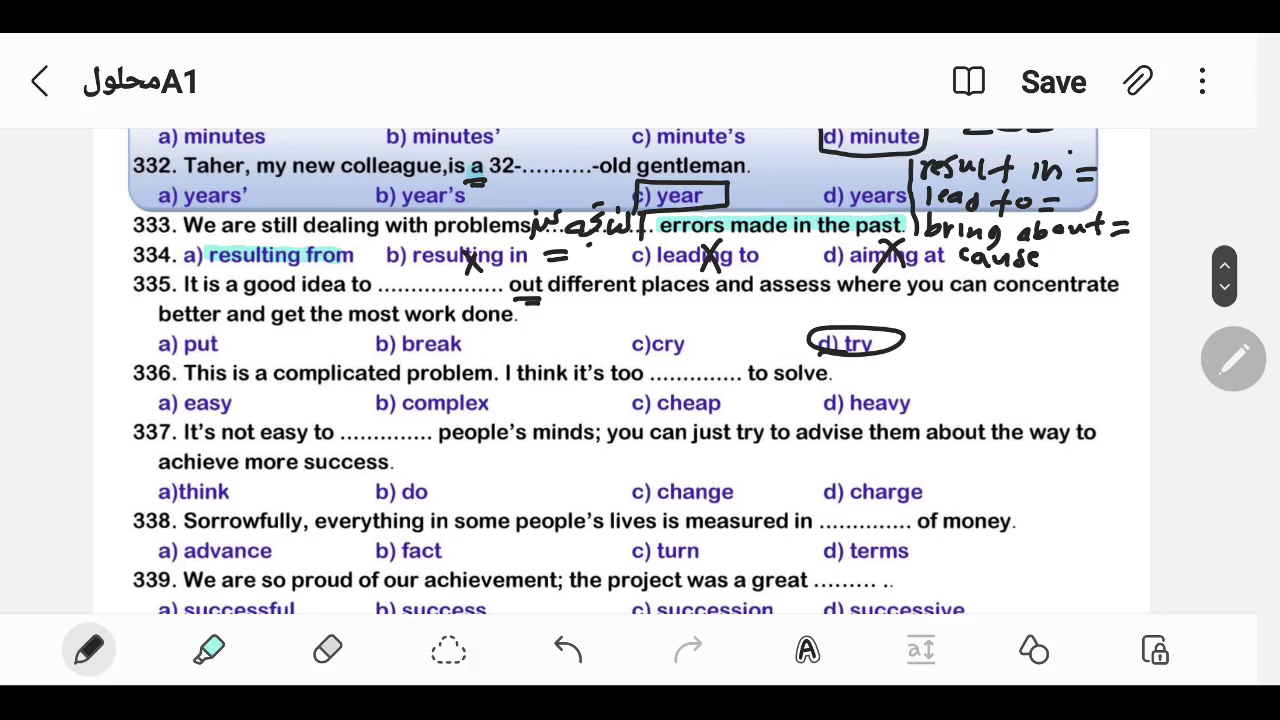 محلولA1
Save
a) minutes b) minutes' c) minute's d) minute
332. Taher, my new colleague,is a 32-..........-old gentleman.
a) years' b) year's c) year d) years
result in =
lead to =
bring about =
cause
333. We are still dealing with problems errors made in the past.
334. a) resulting from b) resulting in = c) leading to d) aiming at
335. It is a good idea to .................. out different places and assess where you can concentrate
better and get the most work done.
a) put b) break c)cry d) try
336. This is a complicated problem. I think it's too ............. to solve.
a) easy b) complex c) cheap d) heavy
337. It's not easy to ............. people's minds; you can just try to advise them about the way to
achieve more success.
a)think b) do c) change d) charge
338. Sorrowfully, everything in some people's lives is measured in ............. of money.
a) advance b) fact c) turn d) terms
339. We are so proud of our achievement; the project was a great ......... ..
a) successful b) success c) succession d) successive